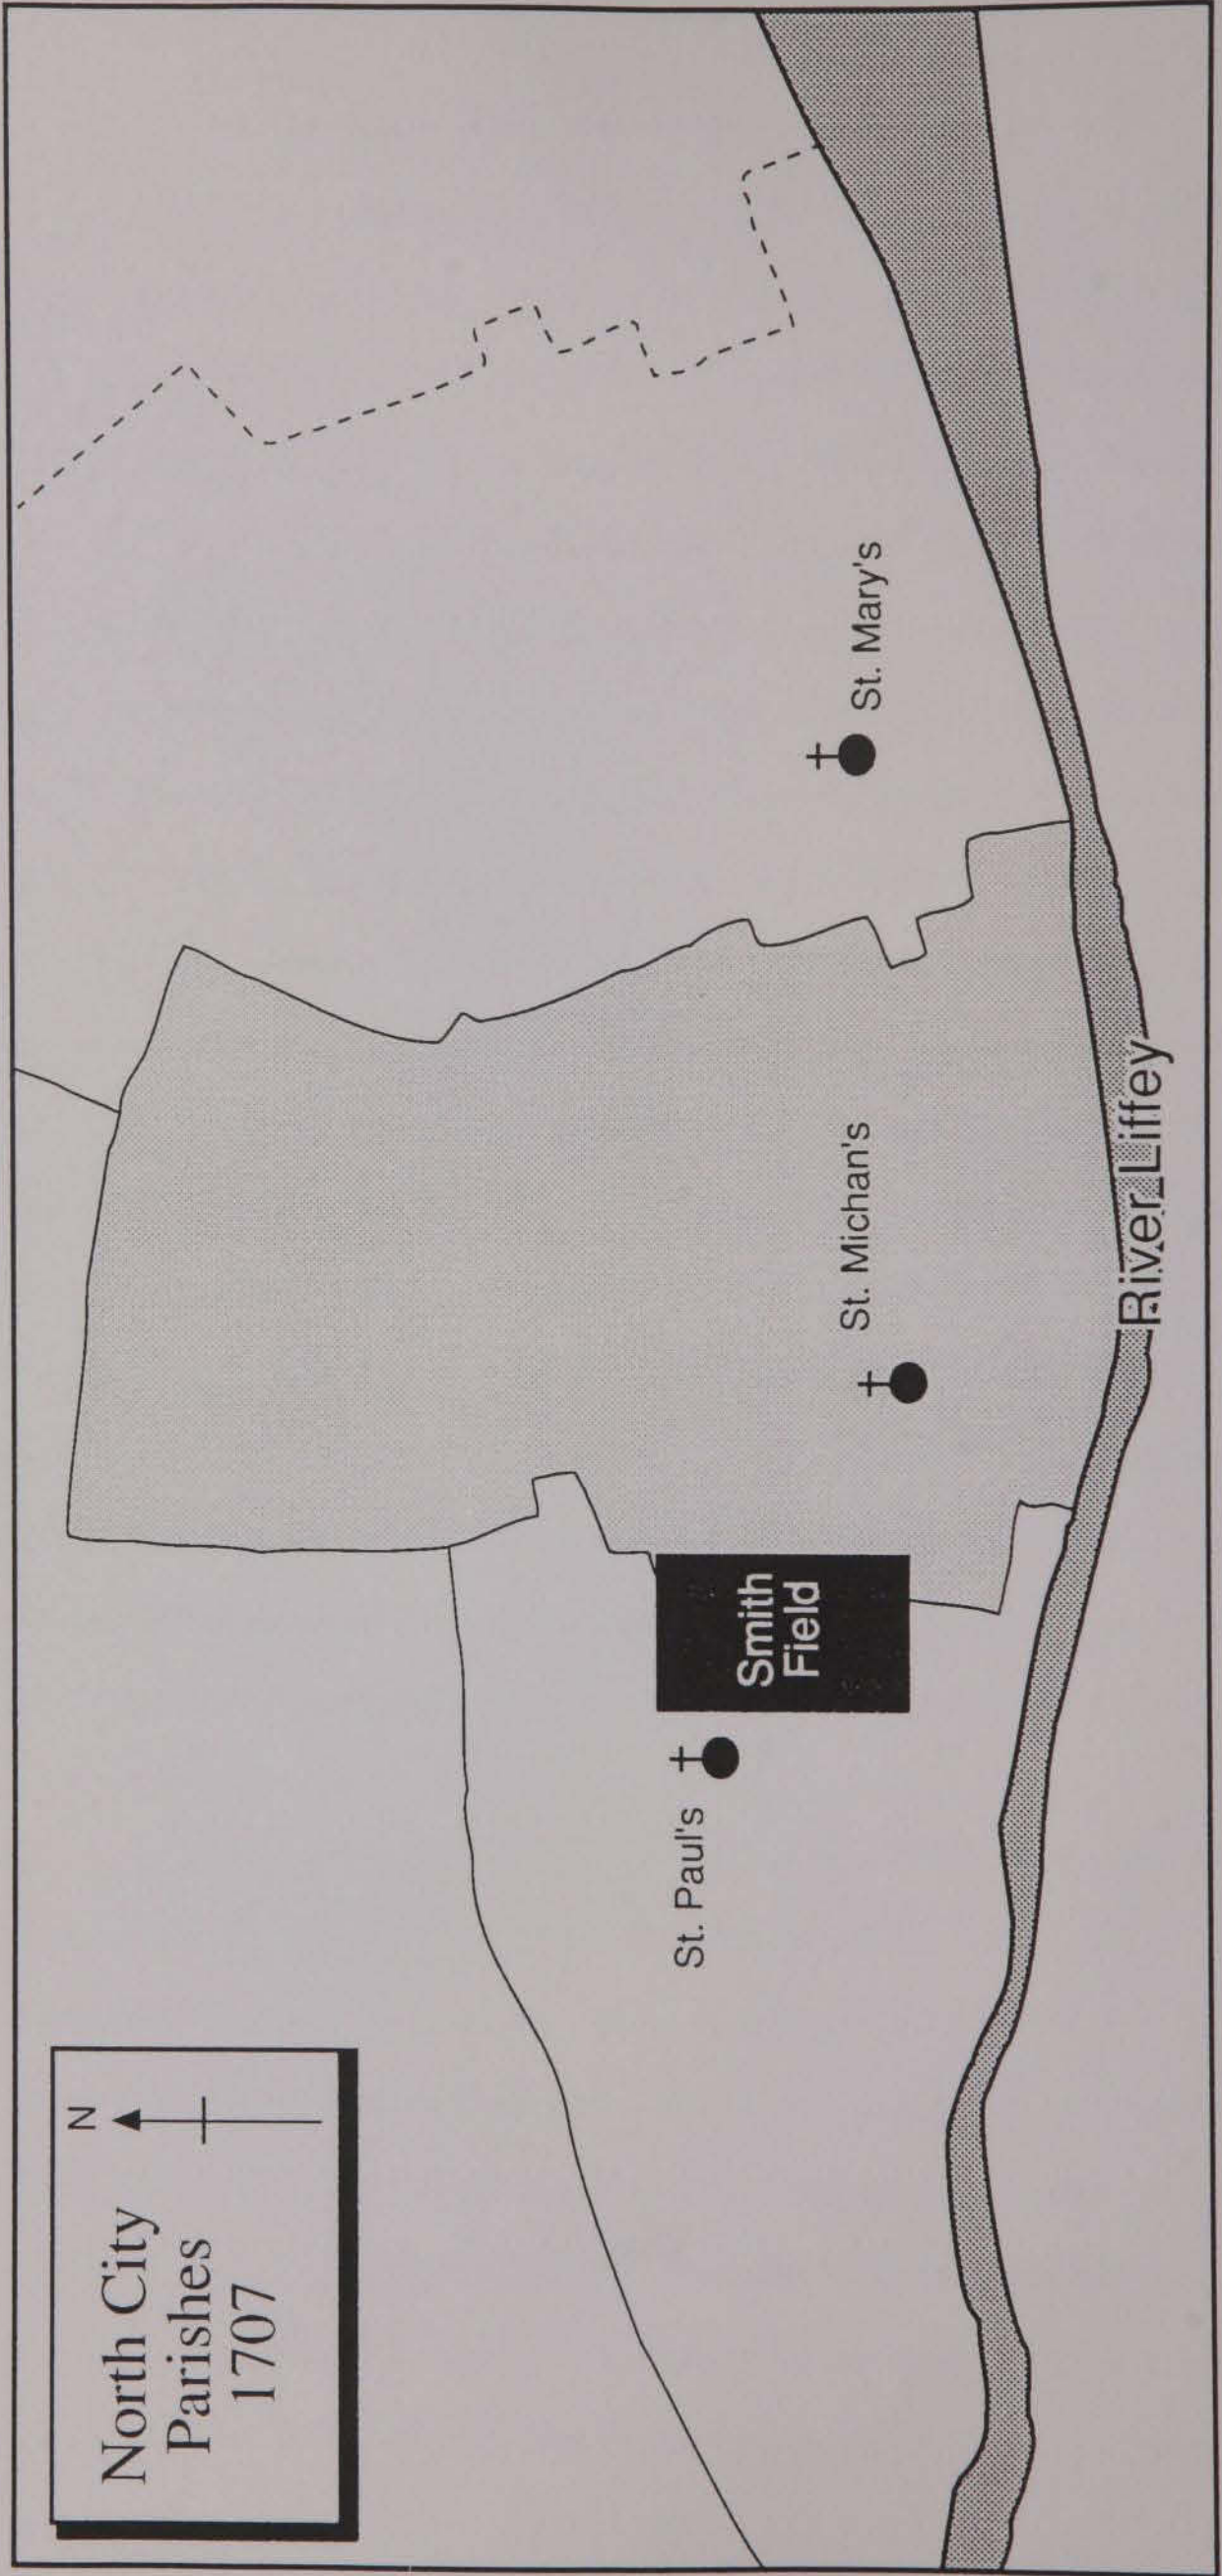 North City
Parishes
1707
N
St. Paul's
Smith
Field
St. Michan's
St. Mary's
River Liffey